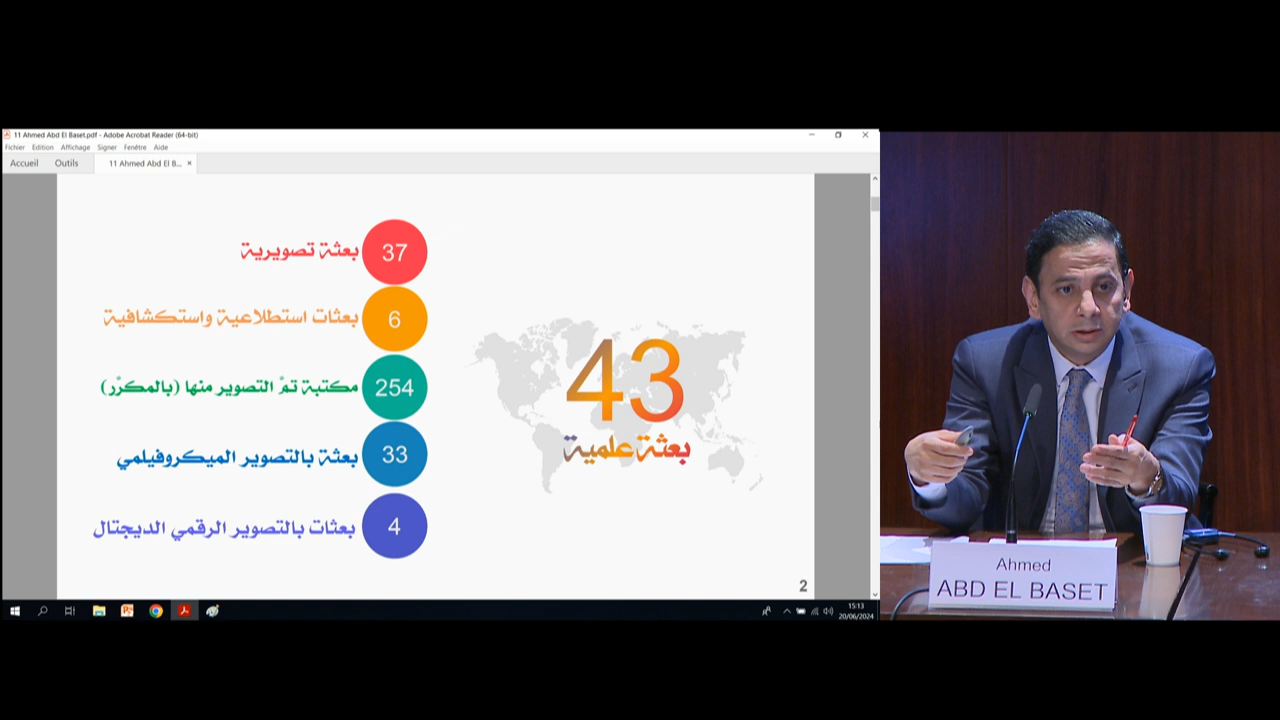 11 Ahmed Abd El Baset.pdf - Adobe Acrobat Reader (64-bit)
Fichier Edition Affichage Signer Fenêtre Aide
Accueil Outils 11 Ahmed Abd El B...
37 بعثة تصويرية
6 بعثات استطلاعية واستكشافية
254 مكتبة تمَّ التصوير منها (بالمكرَّر)
33 بعثة بالتصوير الميكروفيلمي
4 بعثات بالتصوير الرقمي الديجتال
43
بعثة علمية
2
15:13
20/06/2024
Ahmed
ABD EL BASET